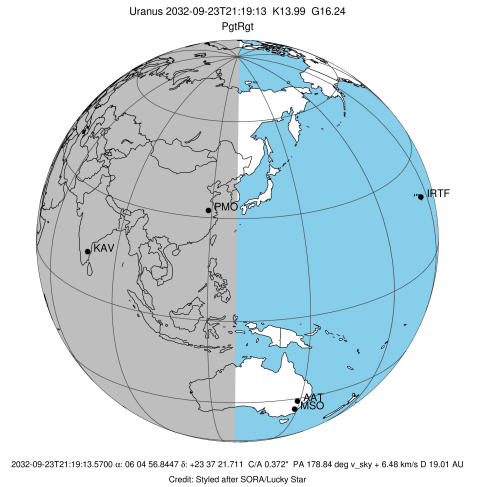 Uranus 2032-09-23T21:19:13  K13.99  G16.24
PgtRgt
IRTF
PMO
KAV
AAT
MSO
2032-09-23T21:19:13.5700 α: 06 04 56.8447 δ: +23 37 21.711  C/A 0.372"  PA 178.84 deg v_sky + 6.48 km/s D 19.01 AU
Credit: Styled after SORA/Lucky Star